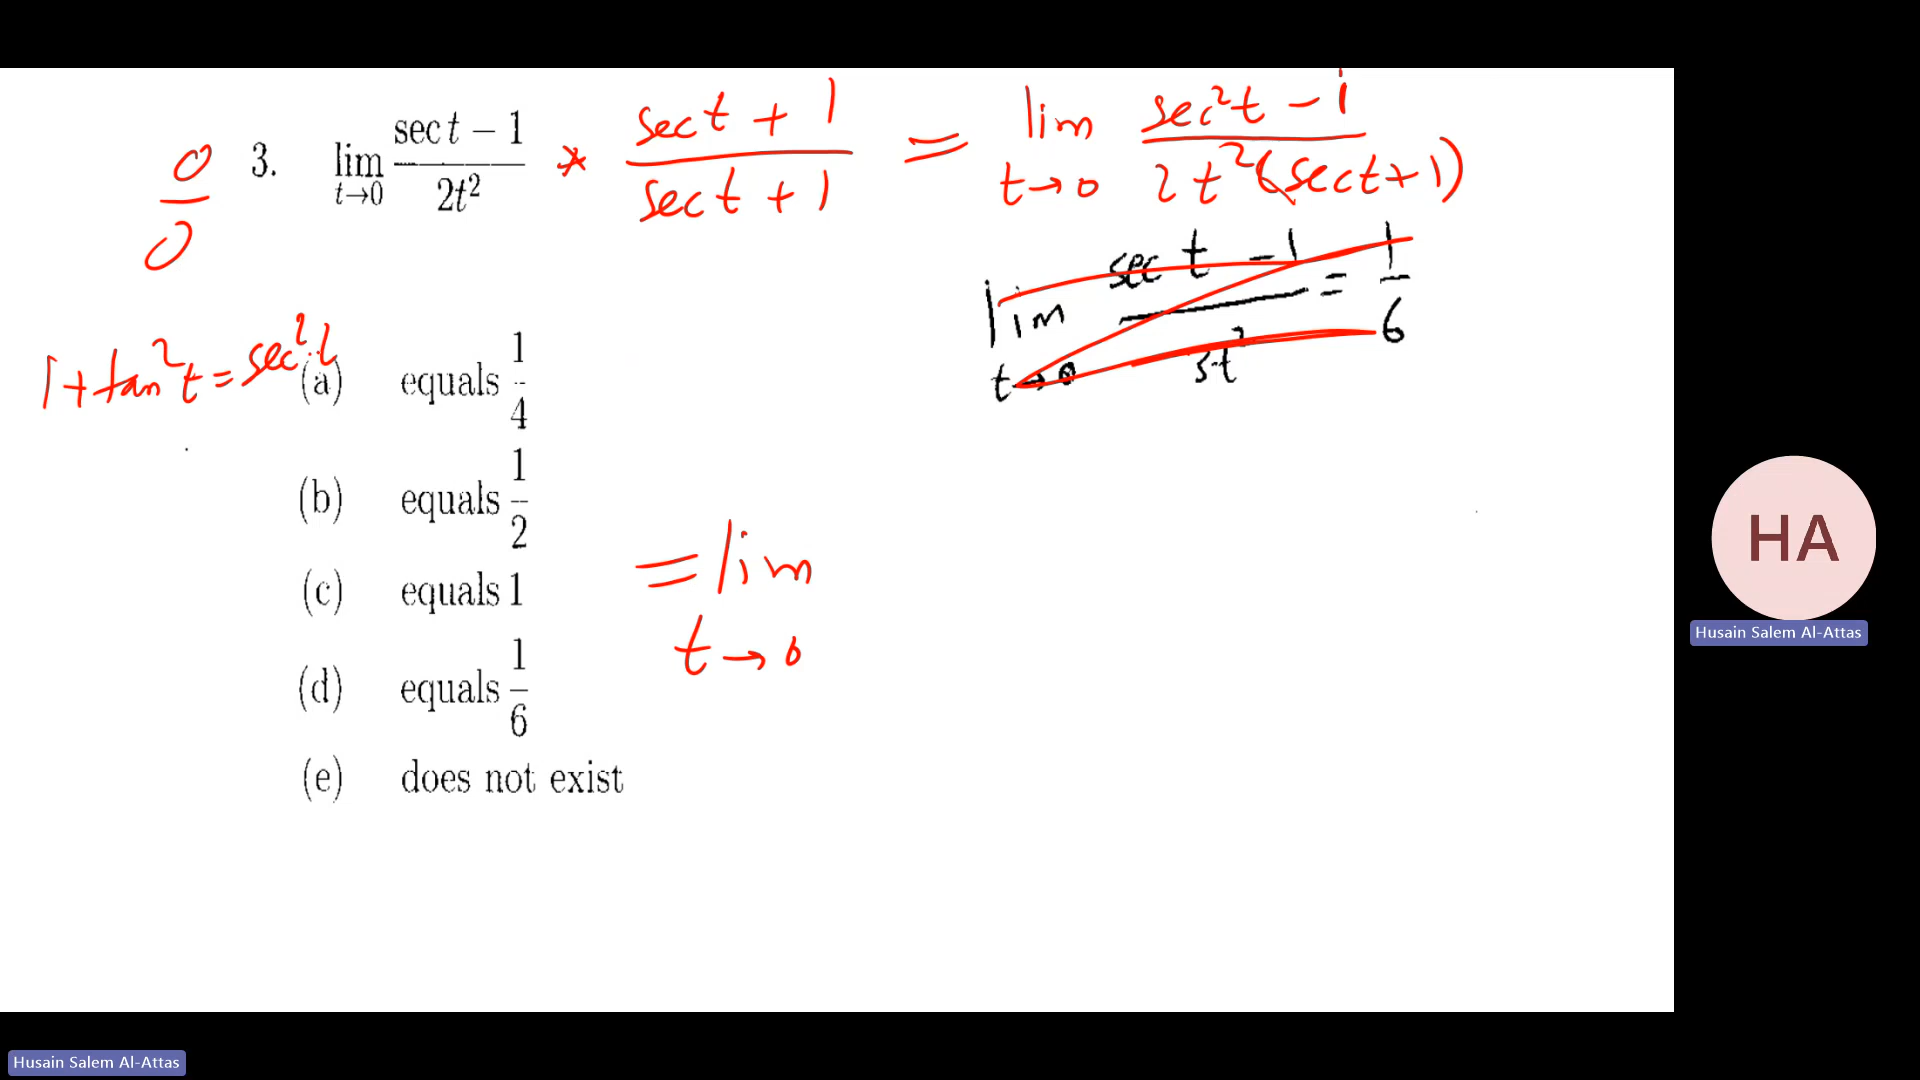 0/0 3. lim t→0 (sec t − 1)/(2t²) * (sec t + 1)/(sec t + 1) = lim t→0 (sec²t − 1)/(2t²(sec t + 1))
lim t→0 (sec t − 1)/(st²) = 1/6
1 + tan²t = sec²t
(a) equals 1/4
(b) equals 1/2
= lim t→0
(c) equals 1
(d) equals 1/6
(e) does not exist
HA
Husain Salem Al-Attas
Husain Salem Al-Attas